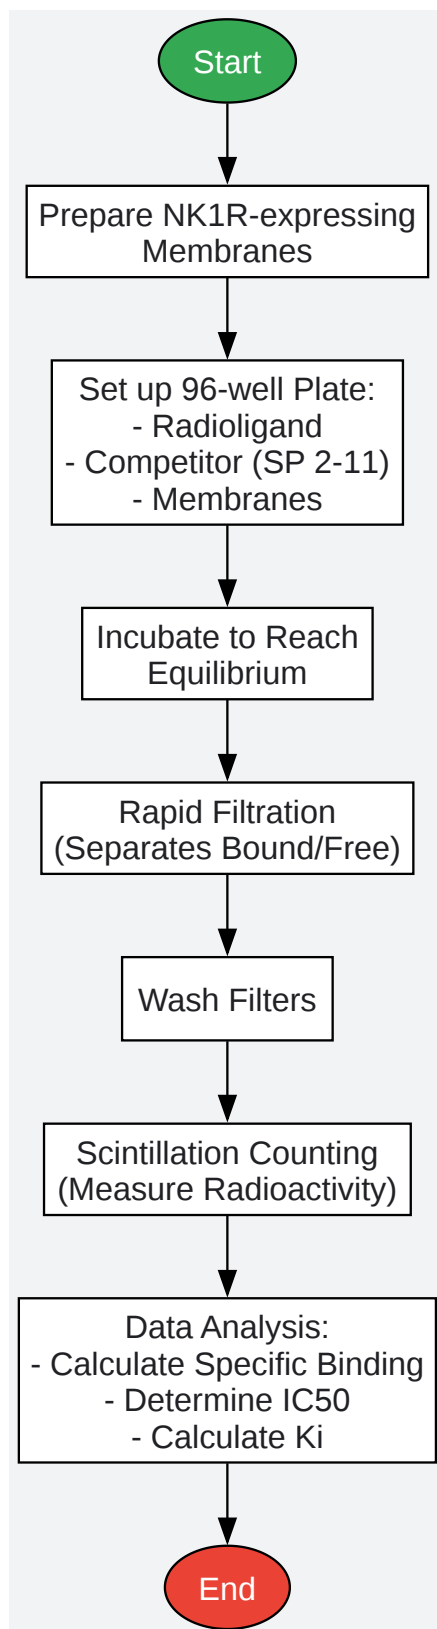 Start
Prepare NK1R-expressing
Membranes
Set up 96-well Plate:
- Radioligand
- Competitor (SP 2-11)
- Membranes
Incubate to Reach
Equilibrium
Rapid Filtration
(Separates Bound/Free)
Wash Filters
Scintillation Counting
(Measure Radioactivity)
Data Analysis:
- Calculate Specific Binding
- Determine IC50
- Calculate Ki
End